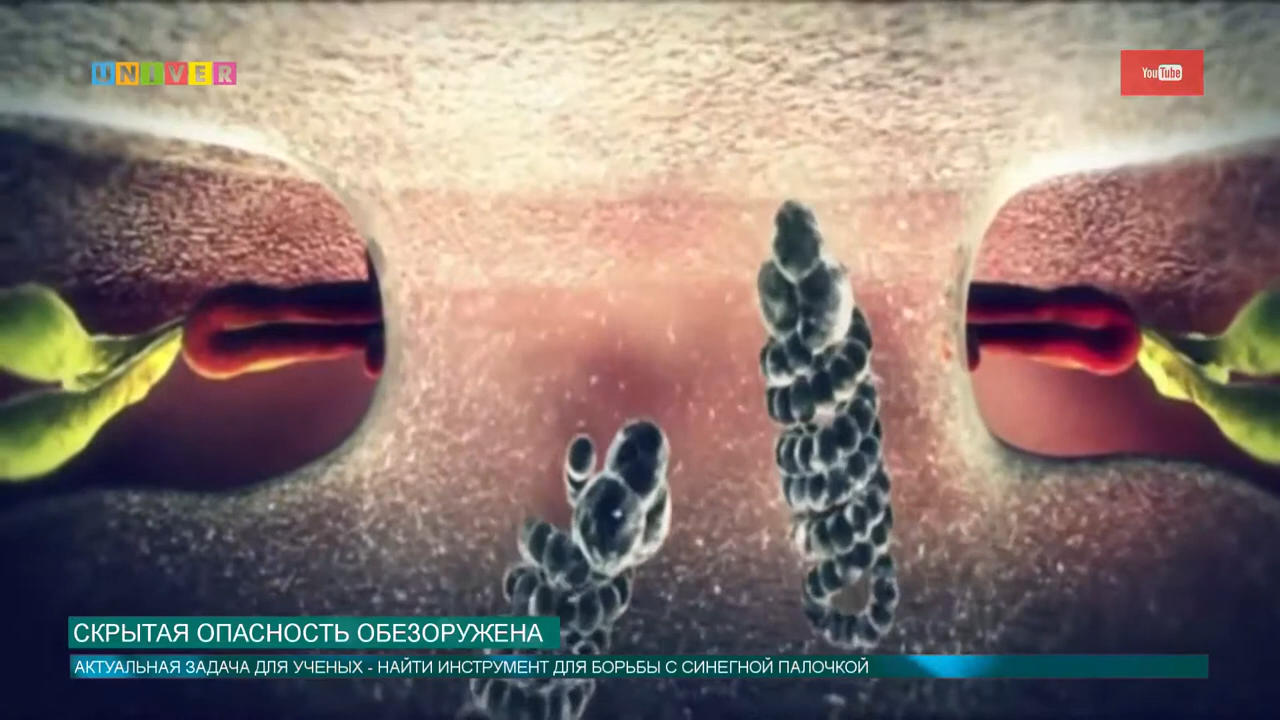 UNIVER
YouTube
СКРЫТАЯ ОПАСНОСТЬ ОБЕЗОРУЖЕНА
АКТУАЛЬНАЯ ЗАДАЧА ДЛЯ УЧЕНЫХ - НАЙТИ ИНСТРУМЕНТ ДЛЯ БОРЬБЫ С СИНЕГНОЙ ПАЛОЧКОЙ